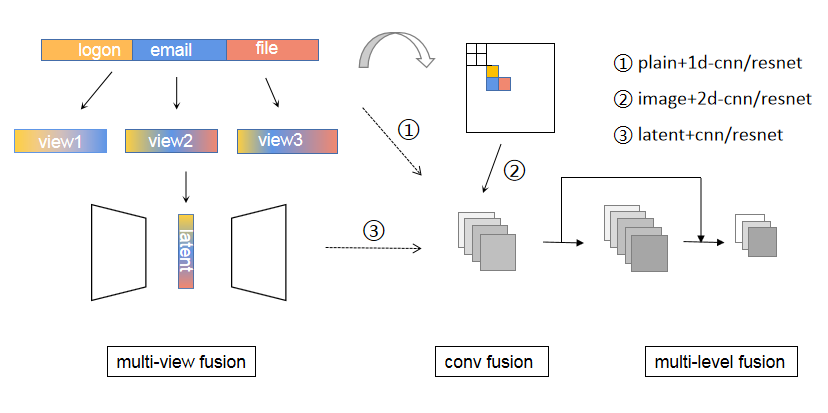 logon email file
① plain+1d-cnn/resnet
② image+2d-cnn/resnet
③ latent+cnn/resnet
view1 view2 view3
①
②
latent
③
multi-view fusion
conv fusion
multi-level fusion